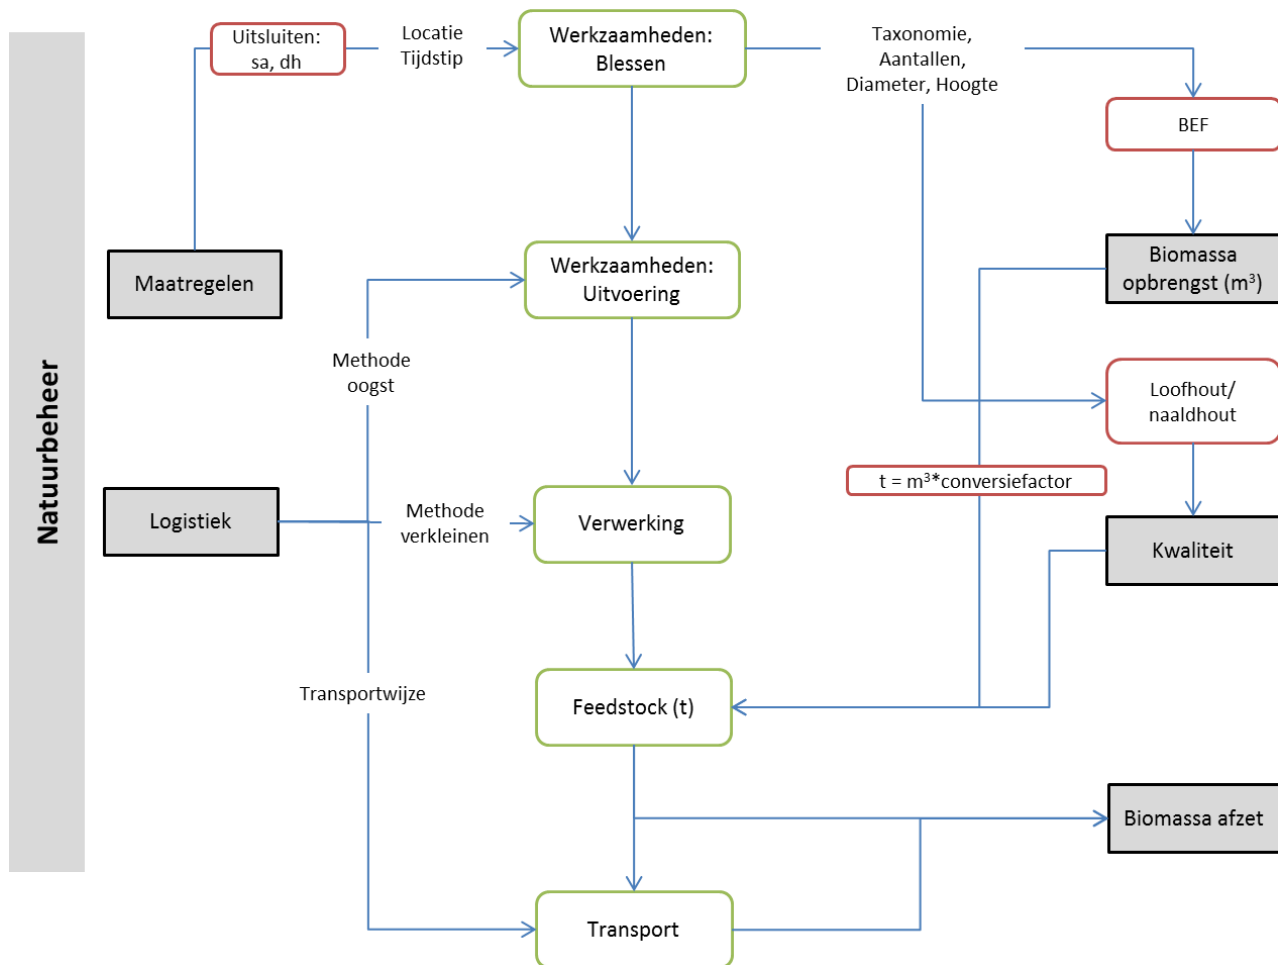 Uitsluiten:
sa, dh
Locatie
Tijdstip
Werkzaamheden:
Blessen
Taxonomie,
Aantallen,
Diameter, Hoogte
BEF
Maatregelen
Werkzaamheden:
Uitvoering
Biomassa
opbrengst (m³)
Natuurbeheer
Methode
oogst
Loofhout/
naaldhout
t = m³*conversiefactor
Logistiek
Methode
verkleinen
Verwerking
Kwaliteit
Transportwijze
Feedstock (t)
Biomassa afzet
Transport